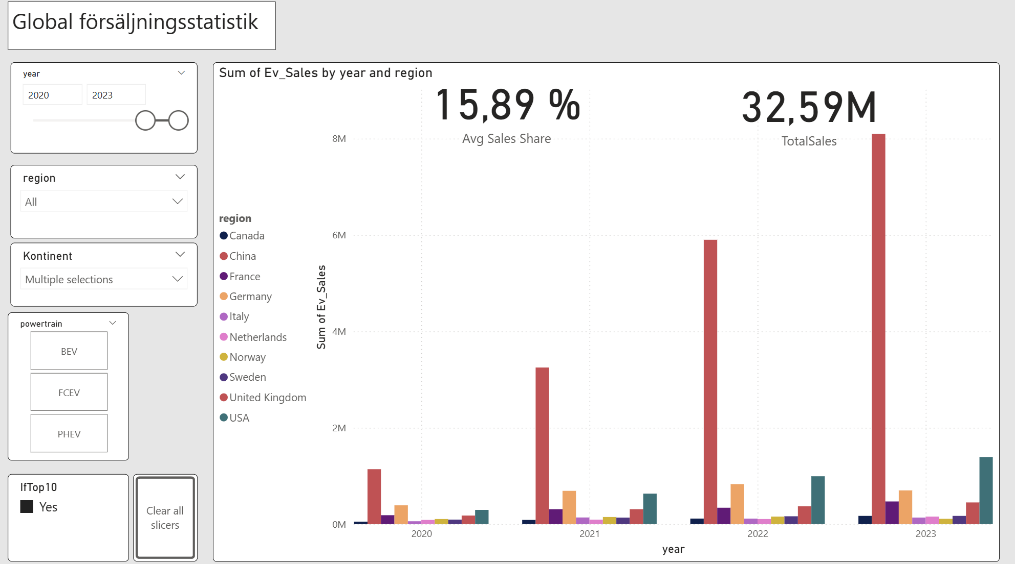 Global försäljningsstatistik
year
2020 2023
region
All
Kontinent
Multiple selections
powertrain
BEV
FCEV
PHEV
IfTop10
Yes
Clear all
slicers
Sum of Ev_Sales by year and region
15,89 %
Avg Sales Share
32,59M
TotalSales
region
Canada
China
France
Germany
Italy
Netherlands
Norway
Sweden
United Kingdom
USA
Sum of Ev_Sales
8M
6M
4M
2M
0M
2020 2021 2022 2023
year